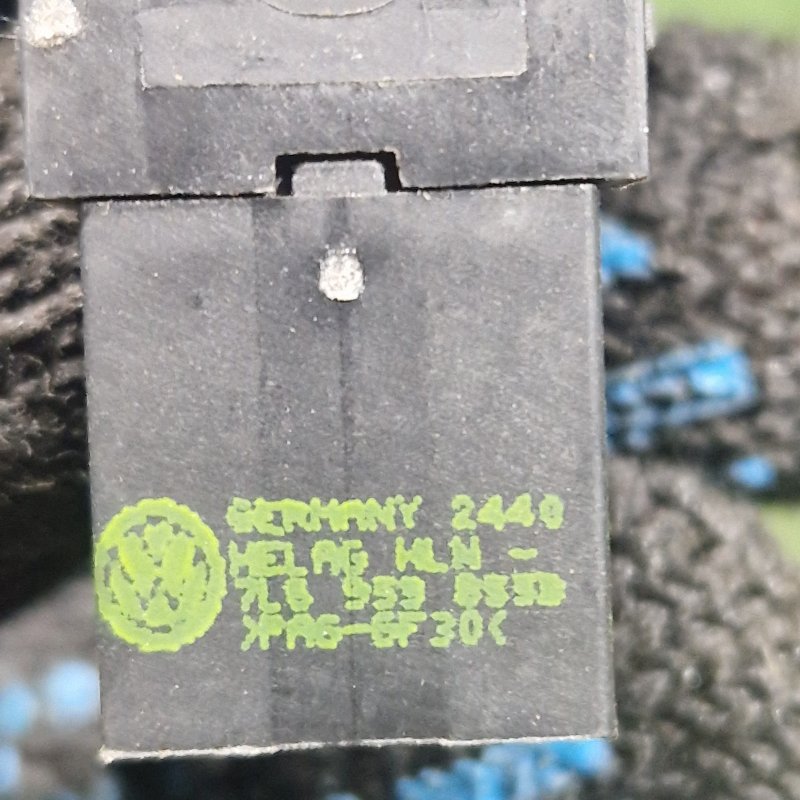 GERMANY 2440
HELAG HLN -
7L6 959 855B
>PA6-GF30<